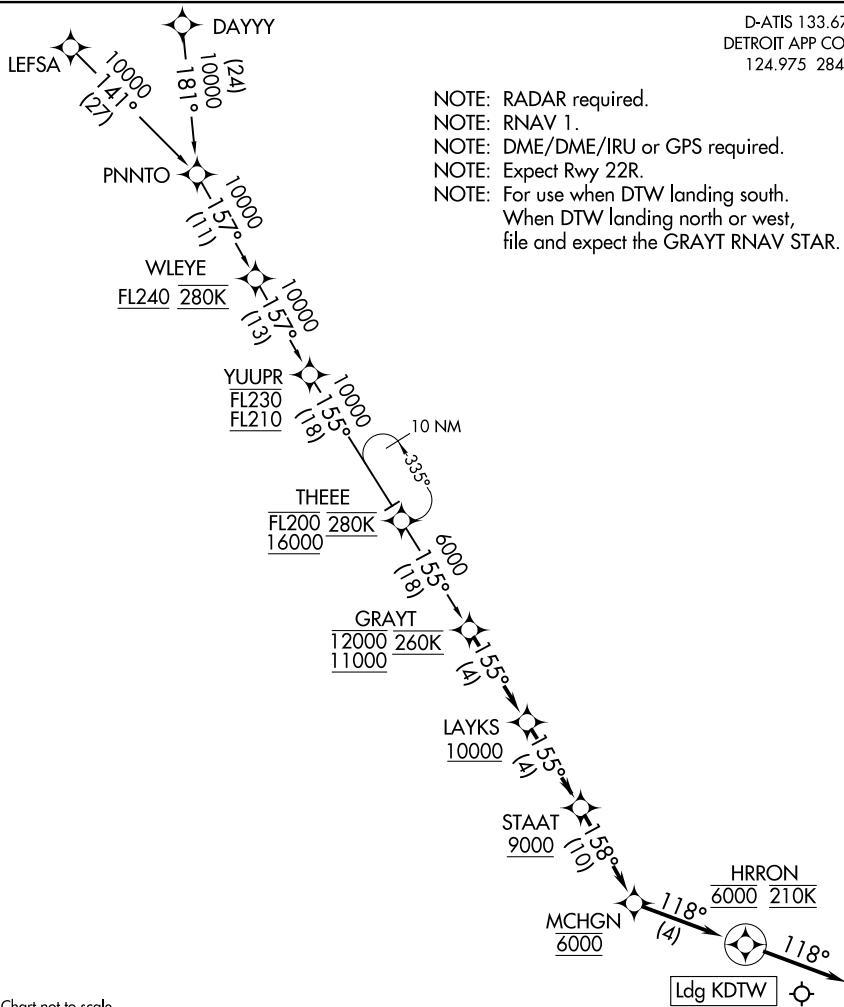 D-ATIS 133.67
DETROIT APP CO
124.975 284
DAYYY
LEFSA
10000
141°
(27)
(24)
10000
181°
NOTE: RADAR required.
NOTE: RNAV 1.
NOTE: DME/DME/IRU or GPS required.
NOTE: Expect Rwy 22R.
NOTE: For use when DTW landing south.
When DTW landing north or west,
file and expect the GRAYT RNAV STAR.
PNNTO
10000
157°
(11)
WLEYE
FL240 280K
10000
157°
(13)
YUUPR
FL230
FL210
10000
155°
(18)
10 NM
335°
THEEE
FL200 280K
16000
6000
155°
(18)
GRAYT
12000 260K
11000
155°
(4)
LAYKS
10000
155°
(4)
STAAT
9000
158°
(10)
HRRON
6000 210K
MCHGN
6000
118°
(4)
118°
Ldg KDTW
Chart not to scale